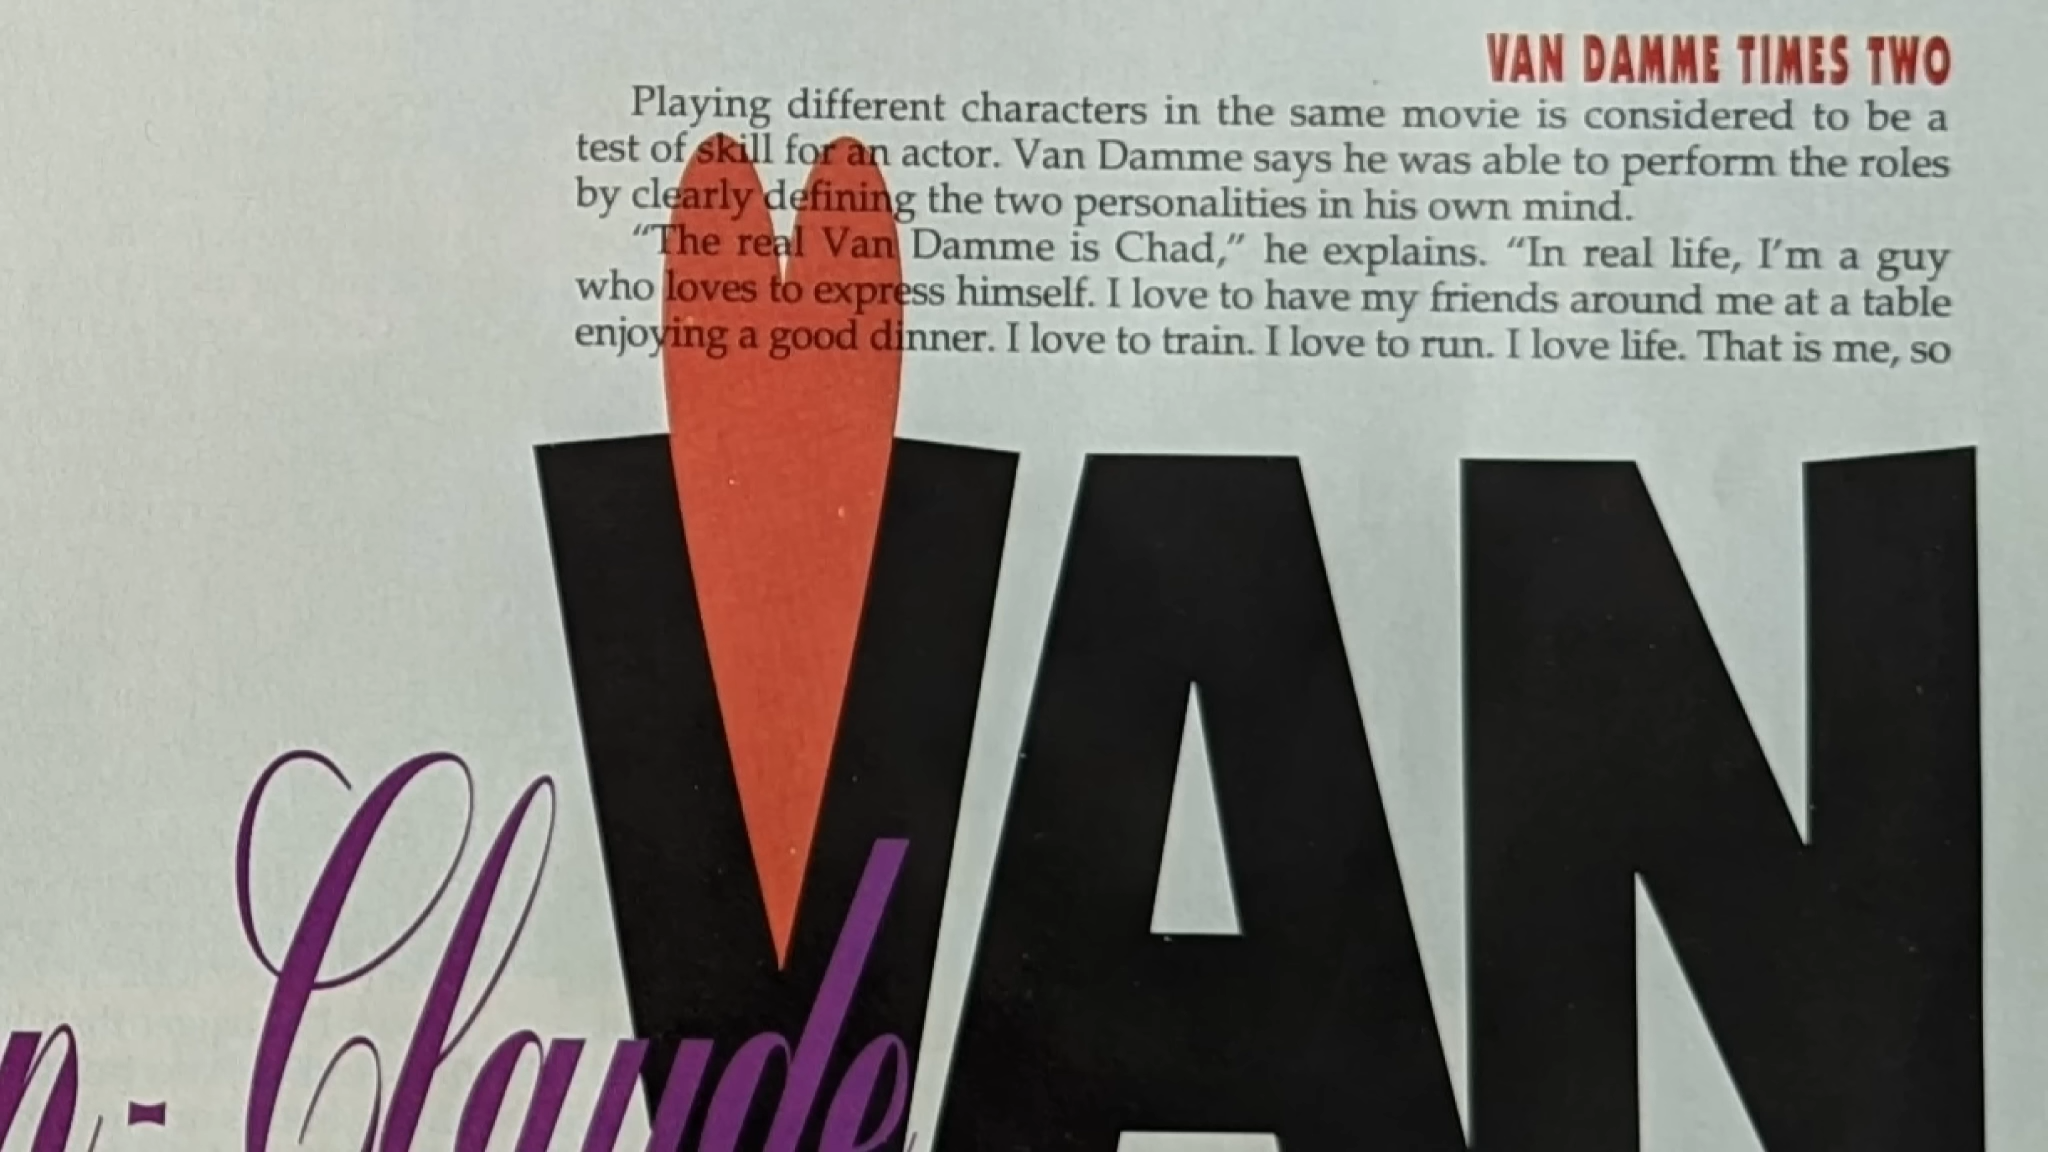 VAN DAMME TIMES TWO
Playing different characters in the same movie is considered to be a
test of skill for an actor. Van Damme says he was able to perform the roles
by clearly defining the two personalities in his own mind.
“The real Van Damme is Chad,” he explains. “In real life, I’m a guy
who loves to express himself. I love to have my friends around me at a table
enjoying a good dinner. I love to train. I love to run. I love life. That is me, so
VAN
n-Claude